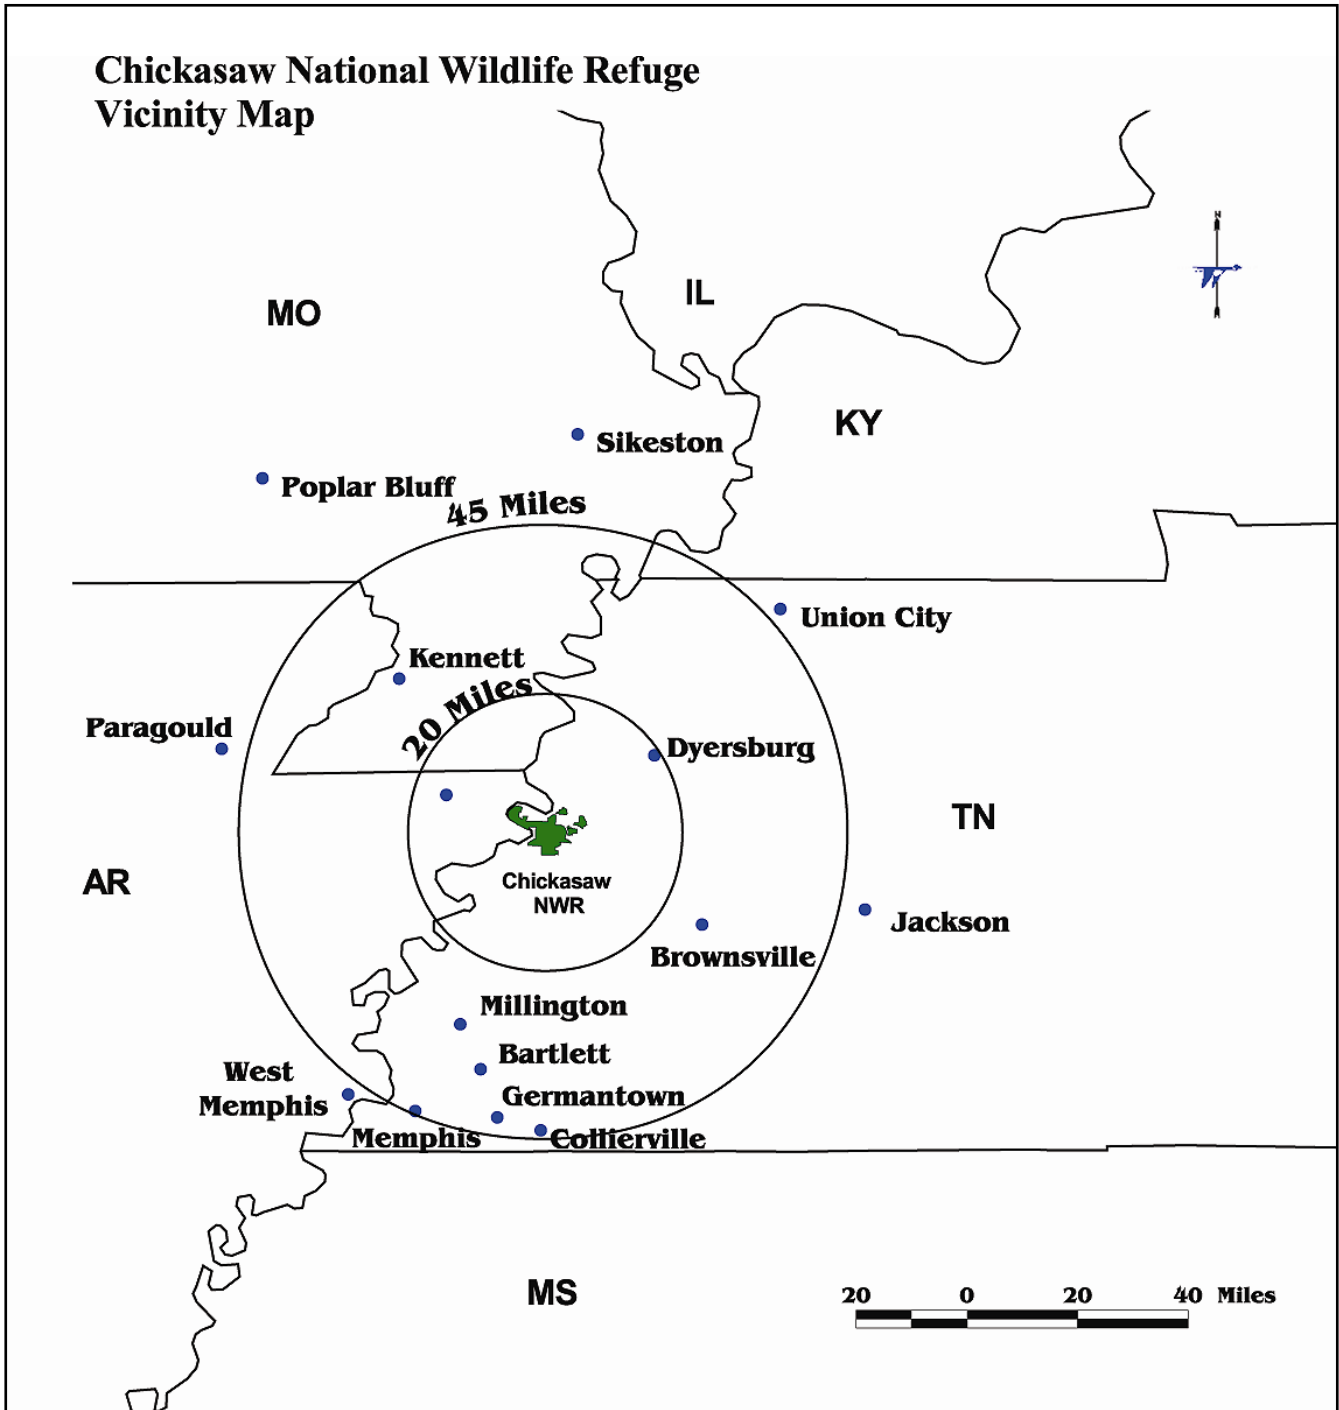 Chickasaw National Wildlife Refuge
Vicinity Map
N
IL
MO
KY
Sikeston
Poplar Bluff
45 Miles
Union City
Kennett
20 Miles
Paragould
Dyersburg
TN
AR
Chickasaw
NWR
Jackson
Brownsville
Millington
Bartlett
West
Memphis
Germantown
Memphis
Collierville
MS
20 0 20 40 Miles